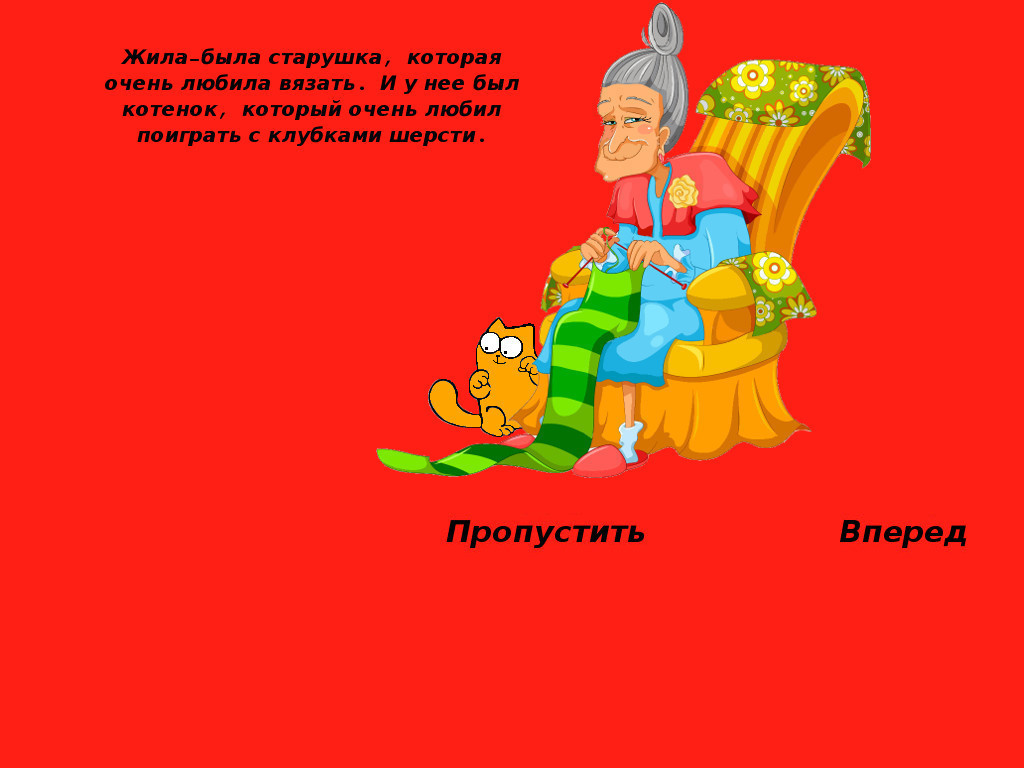 Жила-была старушка, которая
очень любила вязать. И у нее был
котенок, который очень любил
поиграть с клубками шерсти.
Пропустить
Вперед